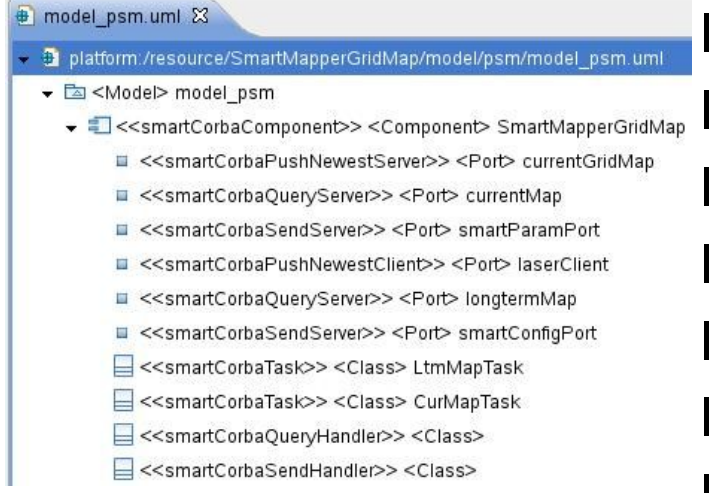 model_psm.uml
platform:/resource/SmartMapperGridMap/model/psm/model_psm.uml
<Model> model_psm
<<smartCorbaComponent>> <Component> SmartMapperGridMap
<<smartCorbaPushNewestServer>> <Port> currentGridMap
<<smartCorbaQueryServer>> <Port> currentMap
<<smartCorbaSendServer>> <Port> smartParamPort
<<smartCorbaPushNewestClient>> <Port> laserClient
<<smartCorbaQueryServer>> <Port> longtermMap
<<smartCorbaSendServer>> <Port> smartConfigPort
<<smartCorbaTask>> <Class> LtmMapTask
<<smartCorbaTask>> <Class> CurMapTask
<<smartCorbaQueryHandler>> <Class>
<<smartCorbaSendHandler>> <Class>